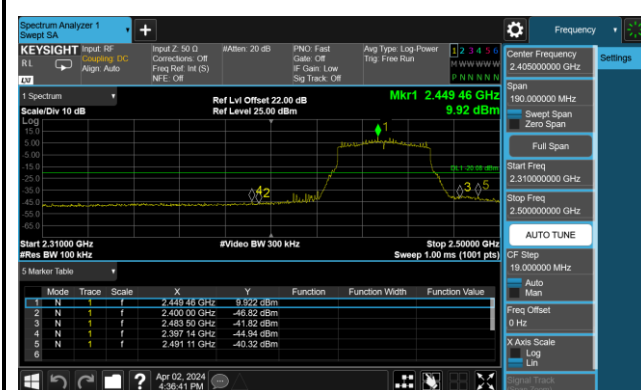 Spectrum Analyzer 1
Swept SA
Frequency
KEYSIGHT
R L
Input: RF
Coupling: DC
Align: Auto
Input Z: 50 Ω
Corrections: Off
Freq Ref: Int (S)
NFE: Off
#Atten: 20 dB
PNO: Fast
Gate: Off
IF Gain: Low
Sig Track: Off
Avg Type: Log-Power
Trig: Free Run
1 2 3 4 5 6
M W W W W W
P N N N N N
1 Spectrum
Scale/Div 10 dB
Ref Lvl Offset 22.00 dB
Ref Level 25.00 dBm
Mkr1 2.449 46 GHz
9.92 dBm
Log
15.0
5.00
-5.00
-15.0
-25.0
-35.0
-45.0
-55.0
-65.0
1
DL1 -20.08 dBm
4 2
3 5
Start 2.31000 GHz
#Video BW 300 kHz
Stop 2.50000 GHz
#Res BW 100 kHz
Sweep 1.00 ms (1001 pts)
5 Marker Table
Mode Trace Scale X Y Function Function Width Function Value
1 N 1 f 2.449 46 GHz 9.922 dBm
2 N 1 f 2.400 00 GHz -46.82 dBm
3 N 1 f 2.483 50 GHz -41.82 dBm
4 N 1 f 2.397 14 GHz -44.94 dBm
5 N 1 f 2.491 11 GHz -40.32 dBm
6
Apr 02, 2024
4:36:41 PM
Settings
Center Frequency
2.405000000 GHz
Span
190.000000 MHz
Swept Span
Zero Span
Full Span
Start Freq
2.310000000 GHz
Stop Freq
2.500000000 GHz
AUTO TUNE
CF Step
19.000000 MHz
Auto
Man
Freq Offset
0 Hz
X Axis Scale
Log
Lin
Signal Track